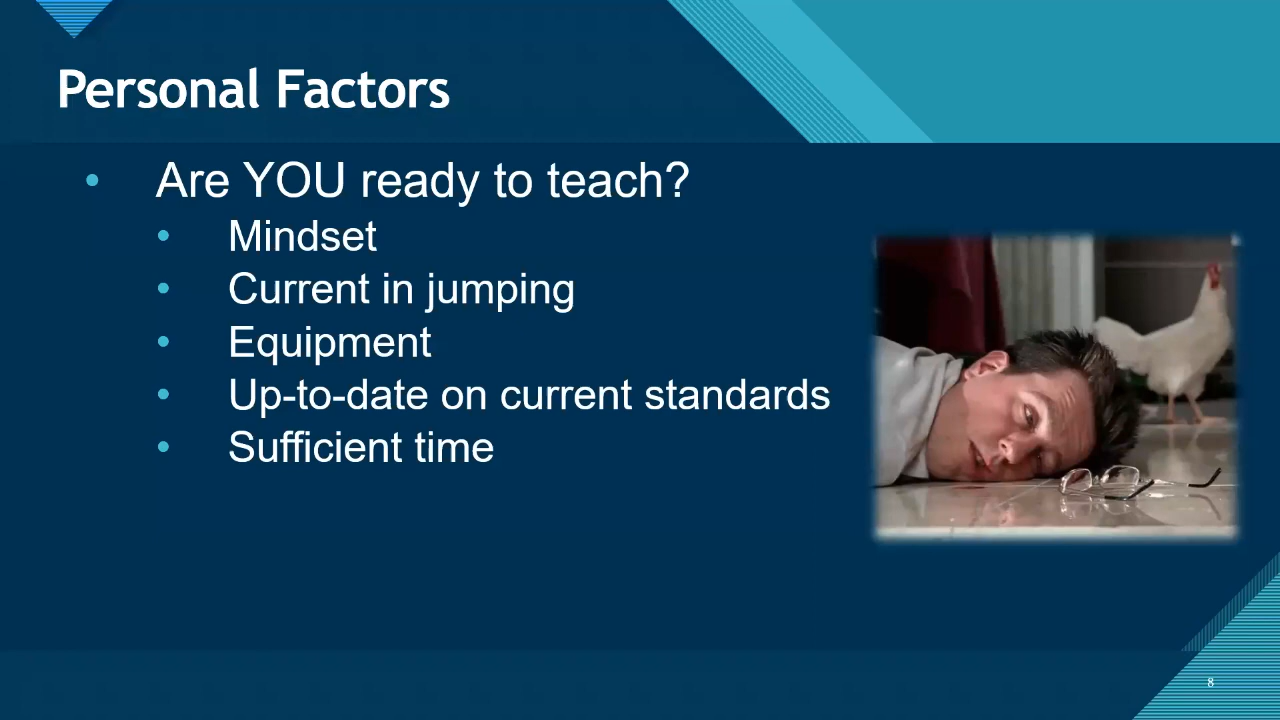 Personal Factors
Are YOU ready to teach?
Mindset
Current in jumping
Equipment
Up-to-date on current standards
Sufficient time
8